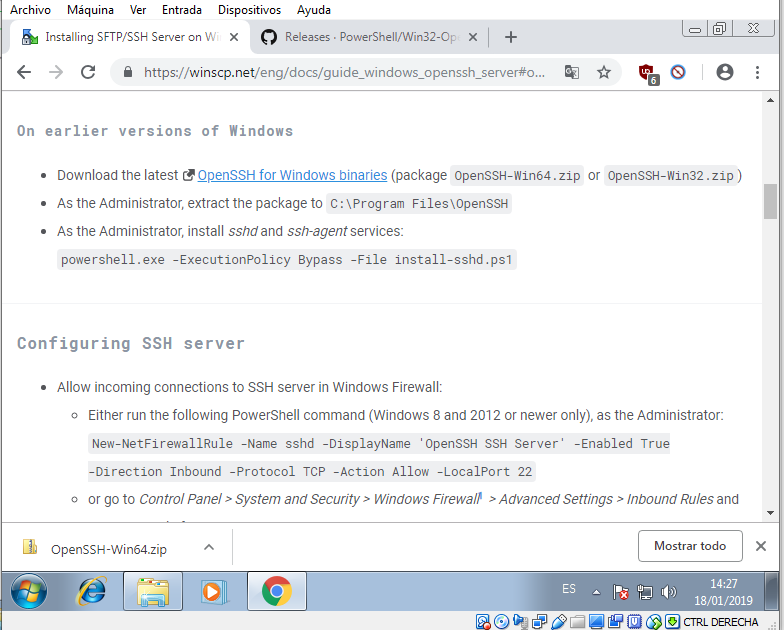 Archivo Máquina Ver Entrada Dispositivos Ayuda
Installing SFTP/SSH Server on Wi
Releases · PowerShell/Win32-Op
https://winscp.net/eng/docs/guide_windows_openssh_server#o...
6
On earlier versions of Windows
Download the latest OpenSSH for Windows binaries (package OpenSSH-Win64.zip or OpenSSH-Win32.zip)
As the Administrator, extract the package to C:\Program Files\OpenSSH
As the Administrator, install sshd and ssh-agent services:
powershell.exe -ExecutionPolicy Bypass -File install-sshd.ps1
Configuring SSH server
Allow incoming connections to SSH server in Windows Firewall:
Either run the following PowerShell command (Windows 8 and 2012 or newer only), as the Administrator:
New-NetFirewallRule -Name sshd -DisplayName 'OpenSSH SSH Server' -Enabled True
-Direction Inbound -Protocol TCP -Action Allow -LocalPort 22
or go to Control Panel > System and Security > Windows Firewall > Advanced Settings > Inbound Rules and
OpenSSH-Win64.zip
Mostrar todo
ES
14:27
18/01/2019
CTRL DERECHA